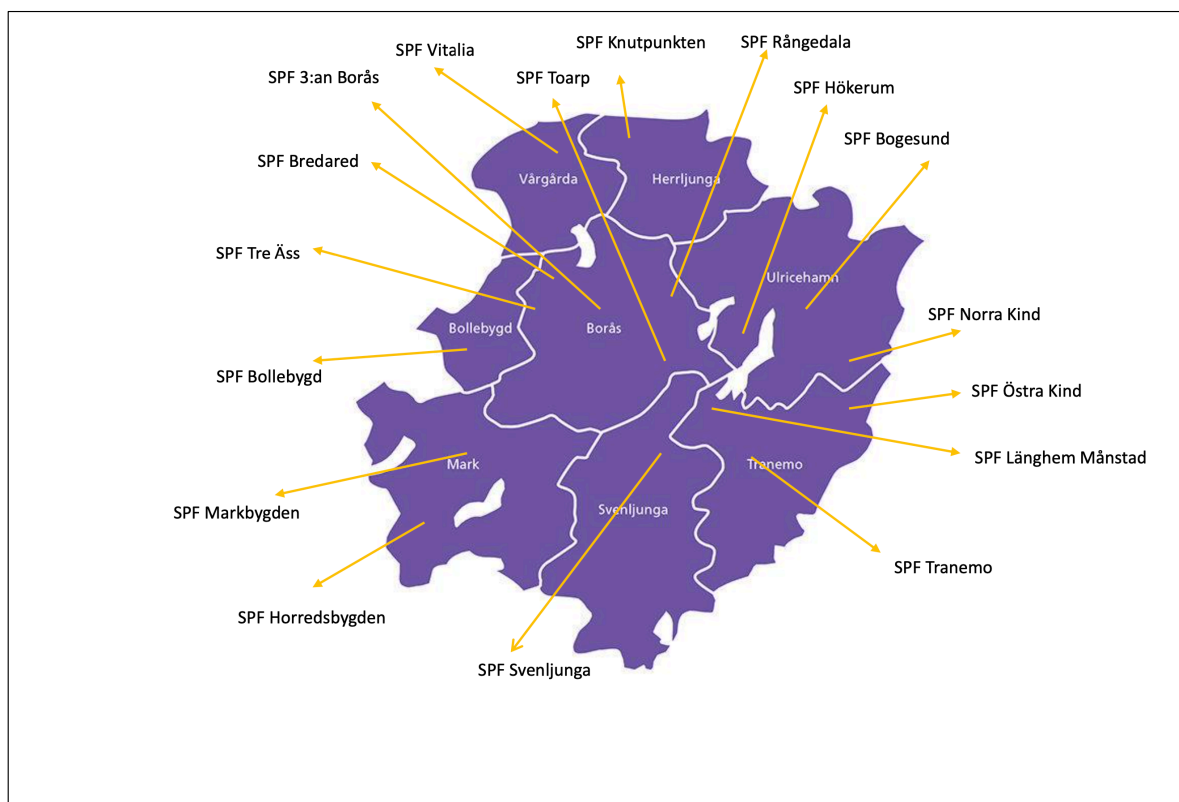 SPF Knutpunkten
SPF Rångedala
SPF Vitalia
SPF 3:an Borås
SPF Toarp
SPF Hökerum
SPF Bogesund
SPF Bredared
Vårgårda
Herrljunga
SPF Tre Äss
Ulricehamn
SPF Norra Kind
Bollebygd
Borås
SPF Bollebygd
SPF Östra Kind
SPF Länghem Månstad
Mark
Tranemo
SPF Markbygden
Svenljunga
SPF Tranemo
SPF Horredsbygden
SPF Svenljunga